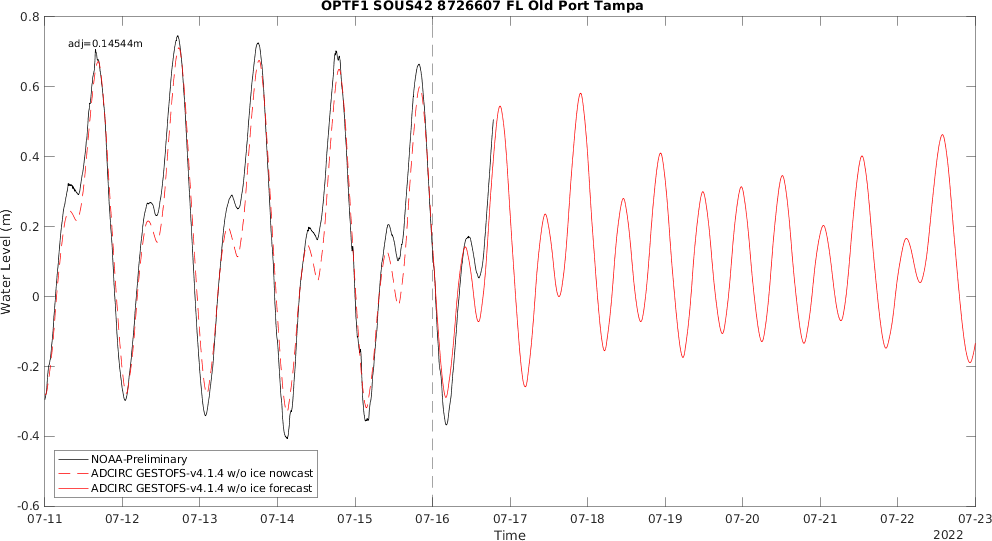 OPTF1 SOUS42 8726607 FL Old Port Tampa
adj=0.14544m
0.8
0.6
0.4
0.2
0
-0.2
-0.4
-0.6
Water Level (m)
NOAA-Preliminary
ADCIRC GESTOFS-v4.1.4 w/o ice nowcast
ADCIRC GESTOFS-v4.1.4 w/o ice forecast
07-11 07-12 07-13 07-14 07-15 07-16 07-17 07-18 07-19 07-20 07-21 07-22 07-23
Time
2022